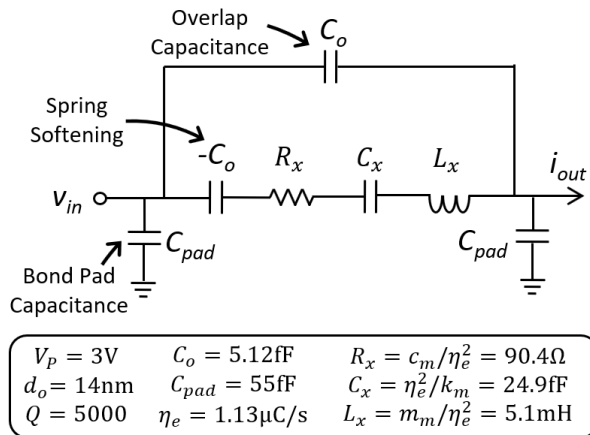 Overlap
Capacitance
C_o
Spring
Softening
-C_o R_x C_x L_x
v_in i_out
C_pad C_pad
Bond Pad
Capacitance
V_P = 3V C_o = 5.12fF R_x = c_m/η_e^2 = 90.4Ω
d_o = 14nm C_pad = 55fF C_x = η_e^2/k_m = 24.9fF
Q = 5000 η_e = 1.13μC/s L_x = m_m/η_e^2 = 5.1mH